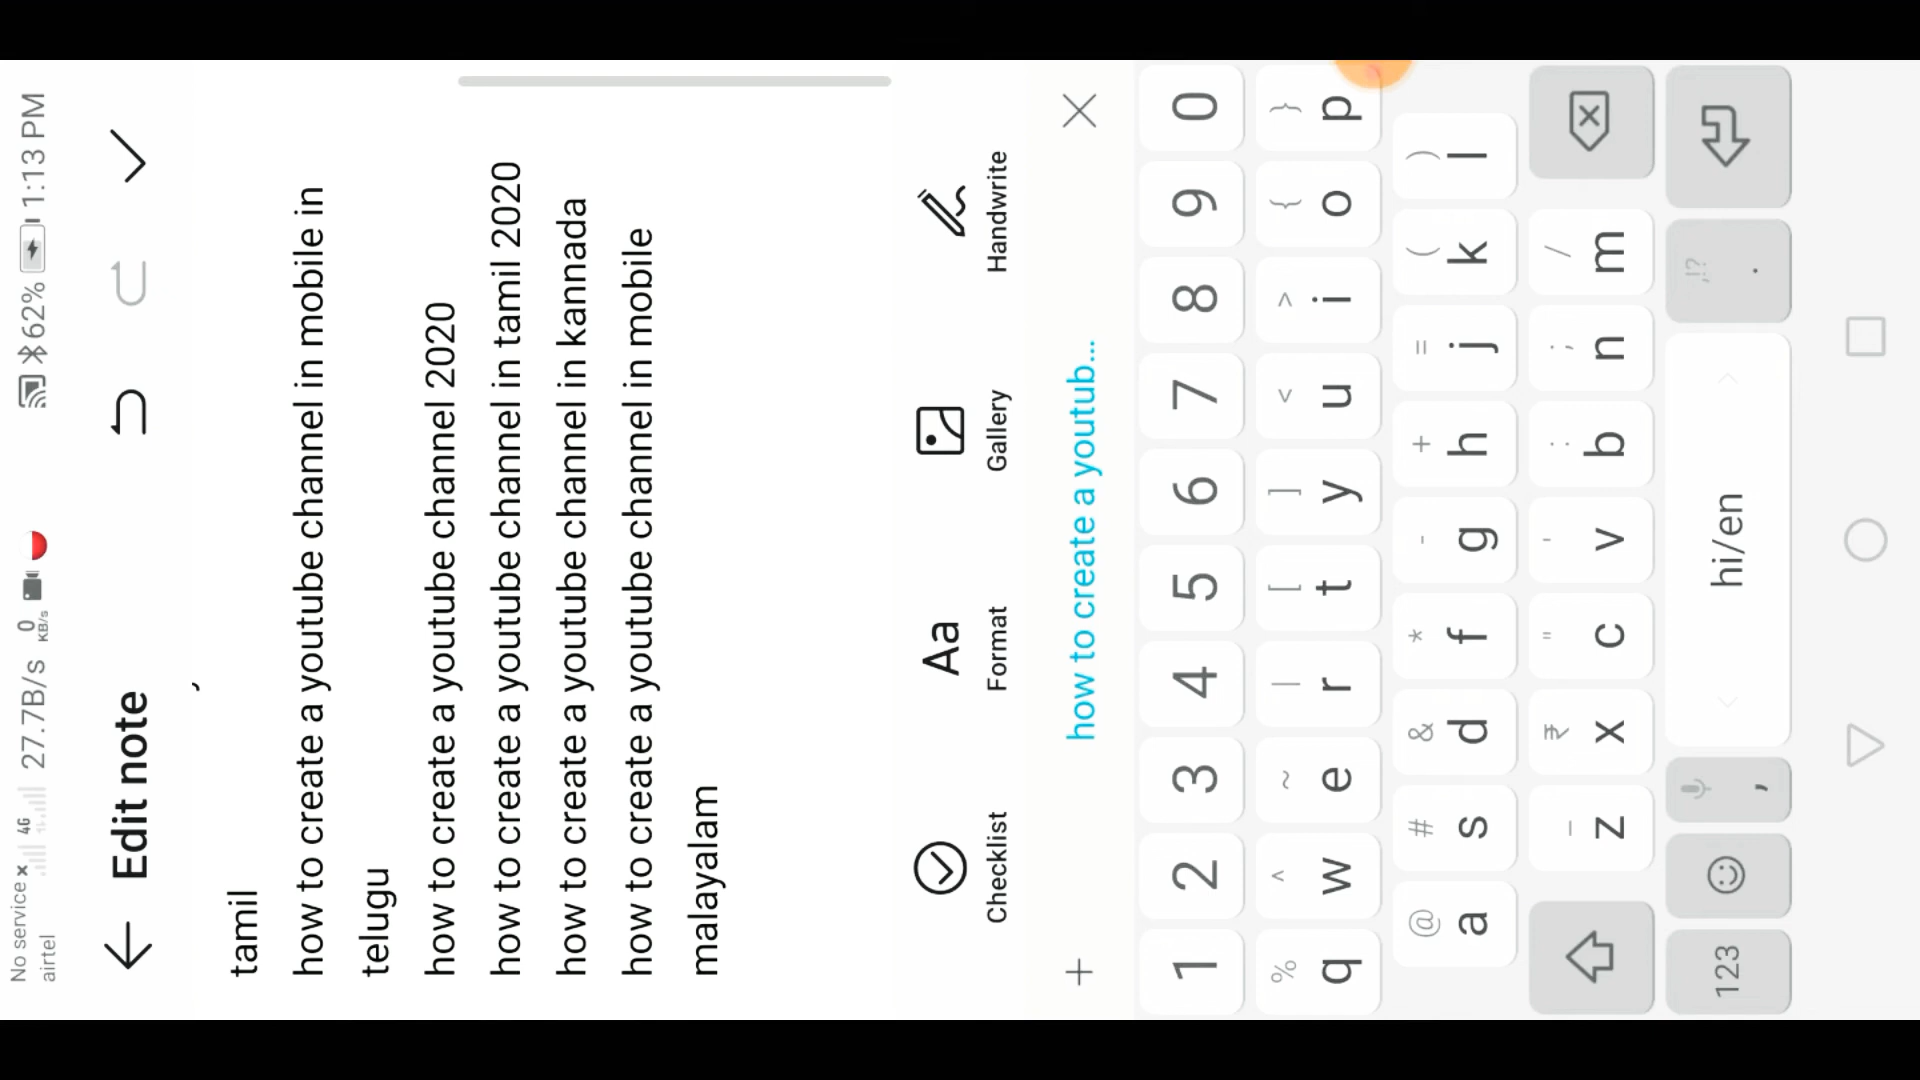 No service 4G 27.7B/s 0 KB/s 62% 1:13 PM
airtel
Edit note
tamil
how to create a youtube channel in mobile in
telugu
how to create a youtube channel 2020
how to create a youtube channel in tamil 2020
how to create a youtube channel in kannada
how to create a youtube channel in mobile
malayalam
Checklist Aa Format Gallery Handwrite
+ how to create a youtub...
1 2 3 4 5 6 7 8 9 0
% ^ ~ | [ ] < > { }
q w e r t y u i o p
@ # & * - + = ( )
a s d f g h j k l
_ ₹ " ' : ; /
z x c v b n m
123 , hi/en !? .